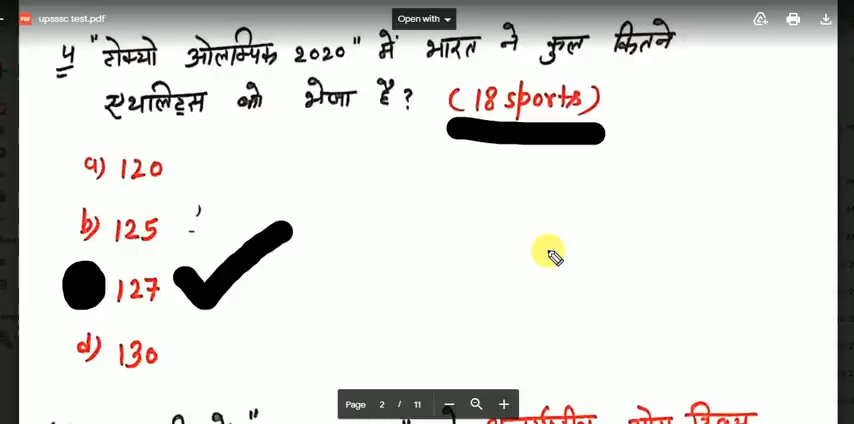 upsssc test.pdf
Open with
4 "टोक्यो ओलम्पिक 2020" में भारत ने कुल कितने
एथलिट्स को भेजा है? (18 sports)
a) 120
b) 125
127
d) 130
Page 2 / 11